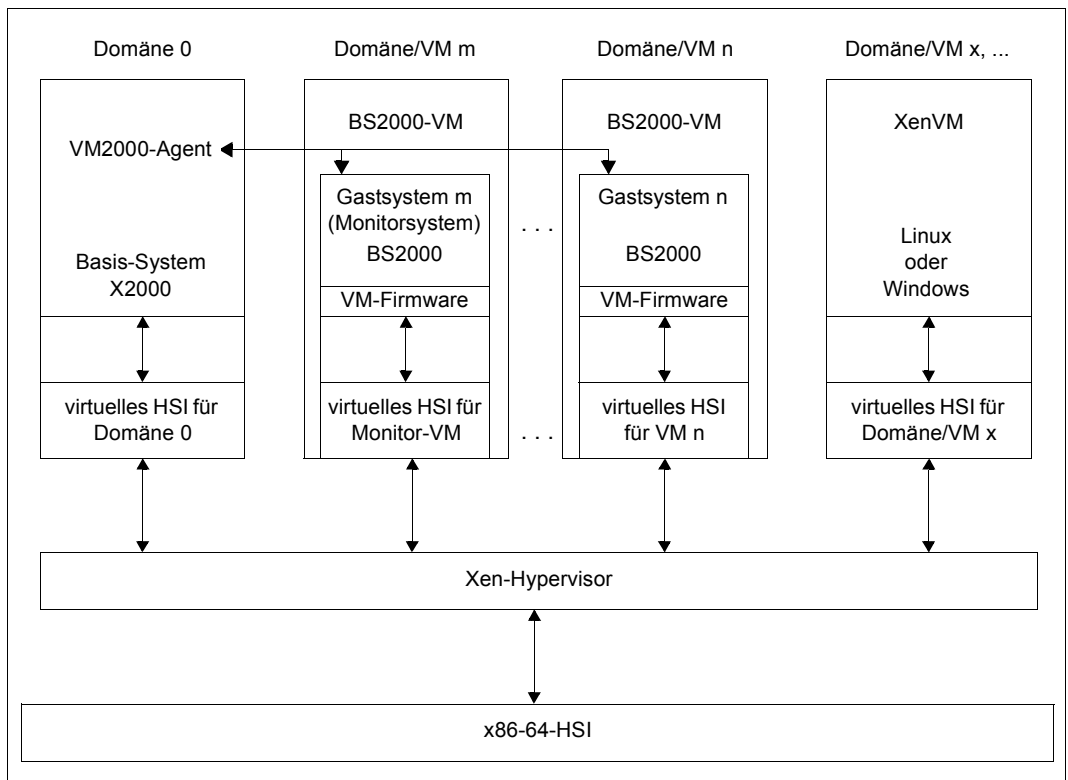 Domäne 0
Domäne/VM m
Domäne/VM n
Domäne/VM x, ...
VM2000-Agent
Basis-System
X2000
virtuelles HSI für
Domäne 0
BS2000-VM
Gastsystem m
(Monitorsystem)
BS2000
VM-Firmware
virtuelles HSI für
Monitor-VM
. . .
. . .
BS2000-VM
Gastsystem n
BS2000
VM-Firmware
virtuelles HSI
für VM n
XenVM
Linux
oder
Windows
virtuelles HSI für
Domäne/VM x
Xen-Hypervisor
x86-64-HSI